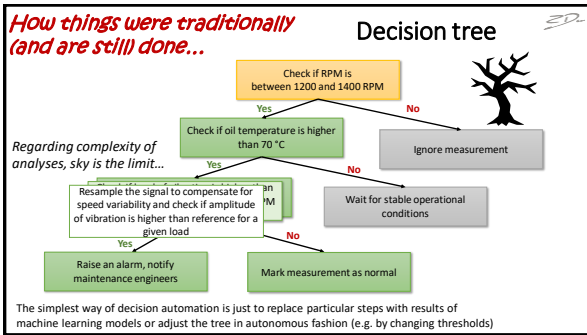 How things were traditionally
(and are still) done...
Decision tree
Check if RPM is
between 1200 and 1400 RPM
Yes
No
Check if oil temperature is higher
than 70 °C
Ignore measurement
Regarding complexity of
analyses, sky is the limit…
Yes
No
Resample the signal to compensate for
speed variability and check if amplitude
of vibration is higher than reference for a
given load
Wait for stable operational
conditions
Yes
No
Raise an alarm, notify
maintenance engineers
Mark measurement as normal
The simplest way of decision automation is just to replace particular steps with results of
machine learning models or adjust the tree in autonomous fashion (e.g. by changing thresholds)